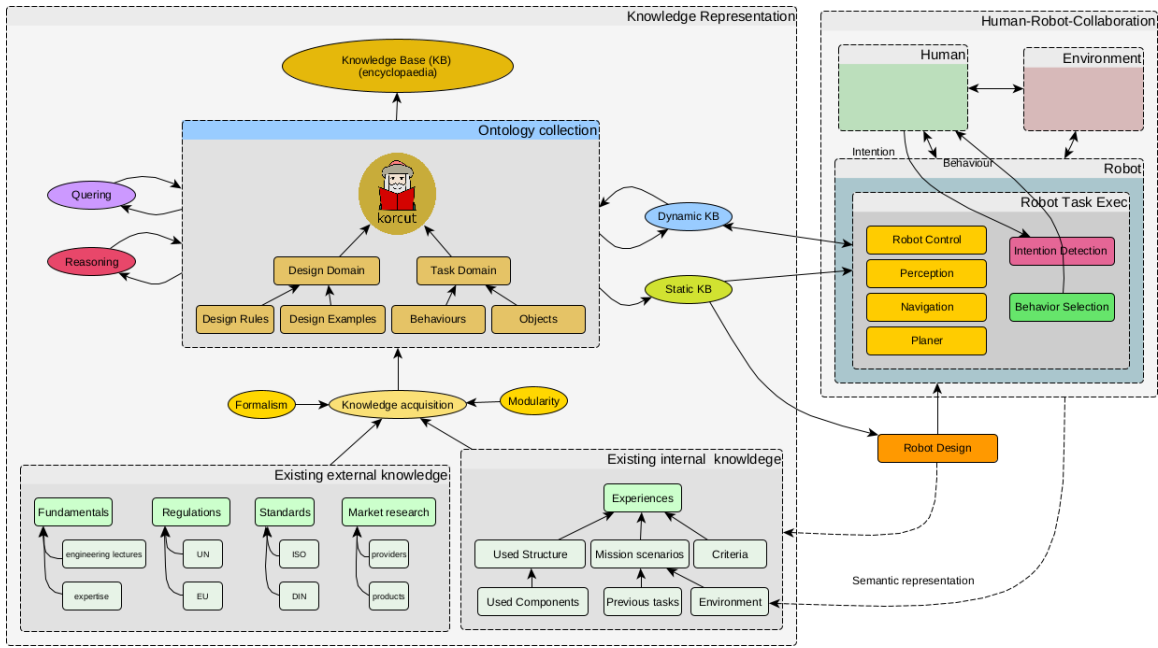 Knowledge Representation
Knowledge Base (KB)
(encyclopaedia)
Ontology collection
korcut
Quering
Reasoning
Design Domain
Task Domain
Design Rules
Design Examples
Behaviours
Objects
Dynamic KB
Static KB
Formalism
Knowledge acquisition
Modularity
Existing external knowledge
Fundamentals
Regulations
Standards
Market research
engineering lectures
UN
ISO
providers
expertise
EU
DIN
products
Existing internal  knowldege
Experiences
Used Structure
Mission scenarios
Criteria
Used Components
Previous tasks
Environment
Human-Robot-Collaboration
Human
Environment
Intention
Behaviour
Robot
Robot Task Exec
Robot Control
Intention Detection
Perception
Navigation
Behavior Selection
Planer
Robot Design
Semantic representation